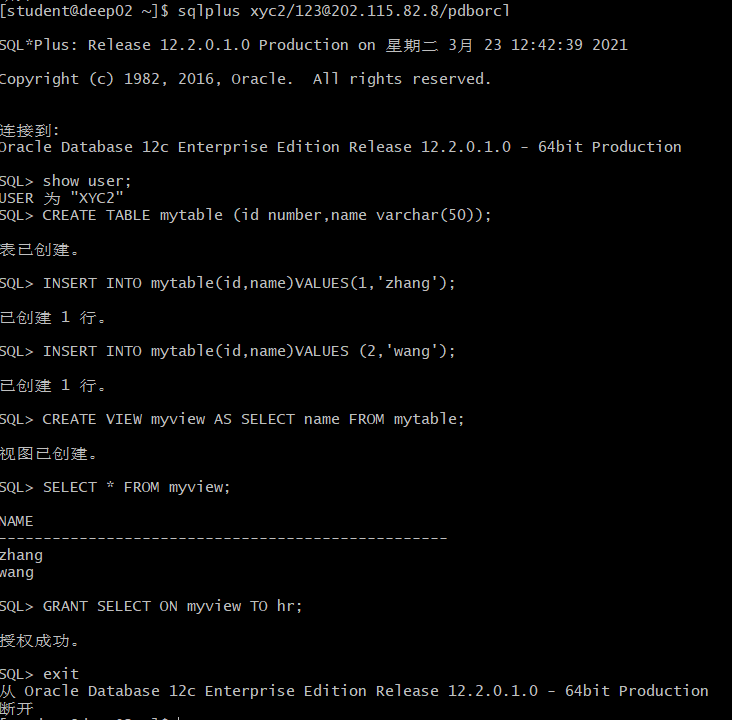 [student@deep02 ~]$ sqlplus xyc2/123@202.115.82.8/pdborcl
SQL*Plus: Release 12.2.0.1.0 Production on 星期二 3月 23 12:42:39 2021
Copyright (c) 1982, 2016, Oracle.  All rights reserved.
连接到:
Oracle Database 12c Enterprise Edition Release 12.2.0.1.0 - 64bit Production
SQL> show user;
USER 为 "XYC2"
SQL> CREATE TABLE mytable (id number,name varchar(50));
表已创建。
SQL> INSERT INTO mytable(id,name)VALUES(1,'zhang');
已创建 1 行。
SQL> INSERT INTO mytable(id,name)VALUES (2,'wang');
已创建 1 行。
SQL> CREATE VIEW myview AS SELECT name FROM mytable;
视图已创建。
SQL> SELECT * FROM myview;
NAME
--------------------------------------------------
zhang
wang
SQL> GRANT SELECT ON myview TO hr;
授权成功。
SQL> exit
从 Oracle Database 12c Enterprise Edition Release 12.2.0.1.0 - 64bit Production
断开